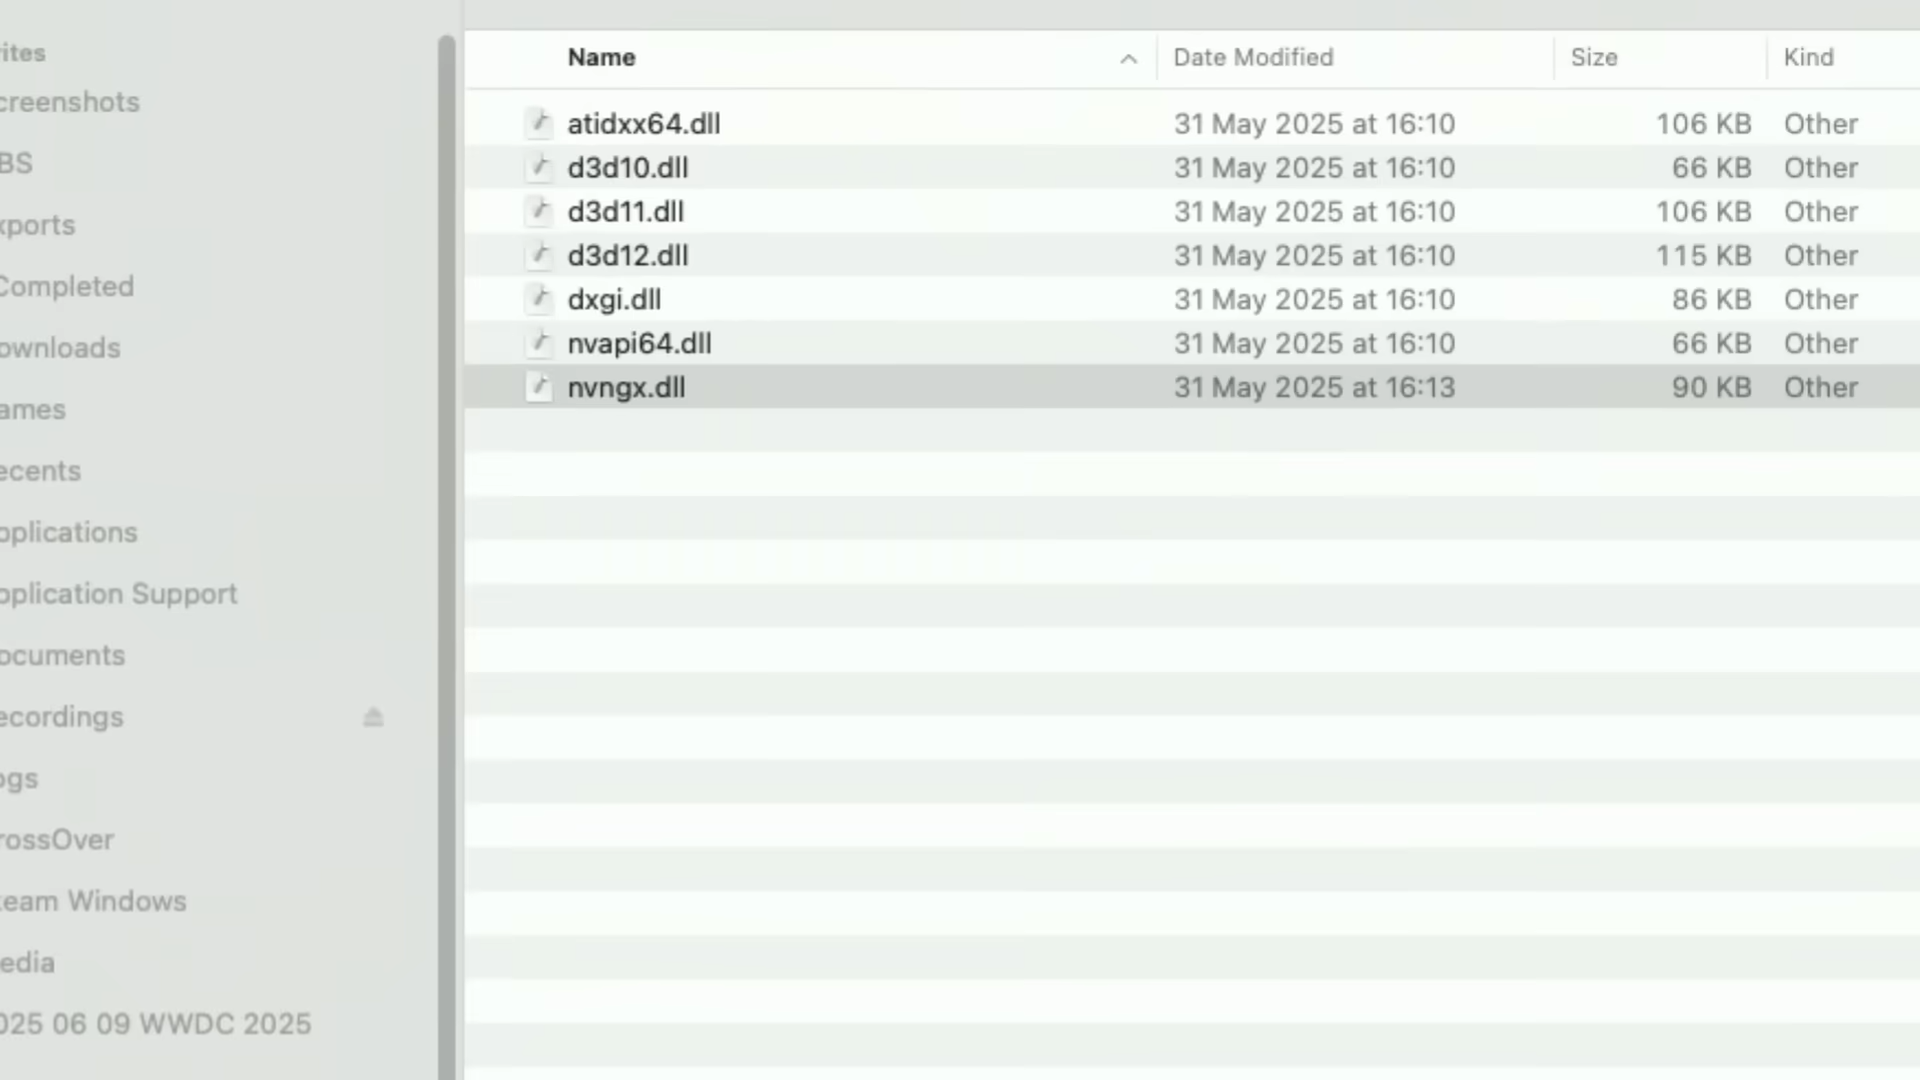 ites
creenshots
BS
xports
Completed
ownloads
ames
ecents
pplications
pplication Support
ocuments
ecordings
ogs
rossOver
eam Windows
edia
025 06 09 WWDC 2025
Name Date Modified Size Kind
atidxx64.dll 31 May 2025 at 16:10 106 KB Other
d3d10.dll 31 May 2025 at 16:10 66 KB Other
d3d11.dll 31 May 2025 at 16:10 106 KB Other
d3d12.dll 31 May 2025 at 16:10 115 KB Other
dxgi.dll 31 May 2025 at 16:10 86 KB Other
nvapi64.dll 31 May 2025 at 16:10 66 KB Other
nvngx.dll 31 May 2025 at 16:13 90 KB Other